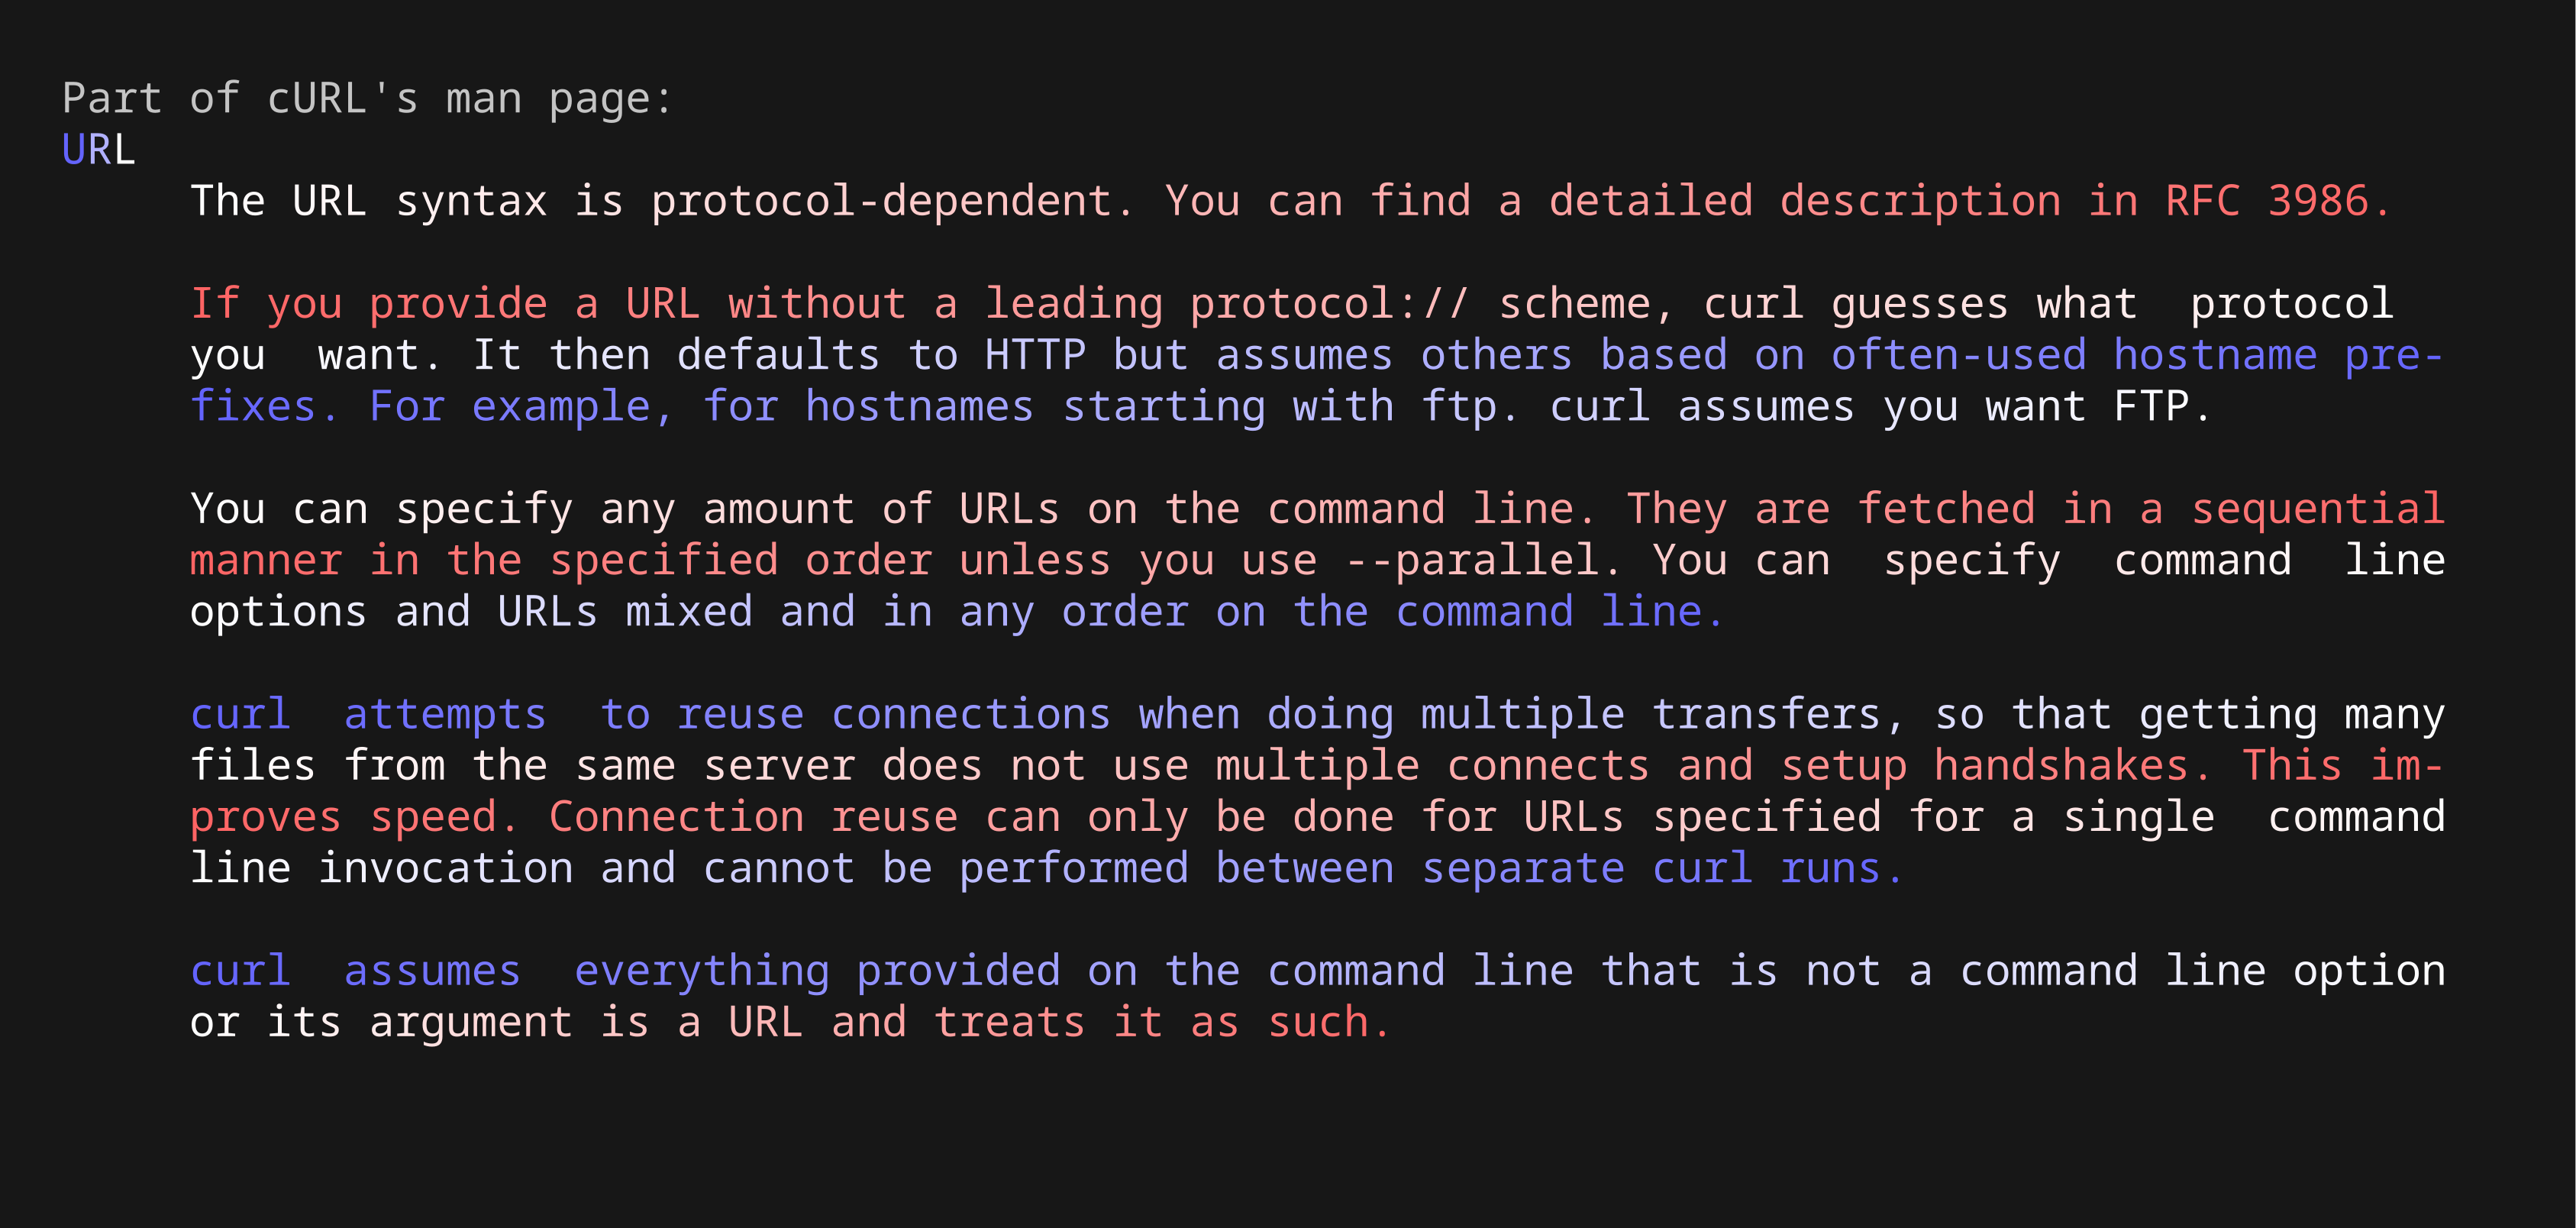 Part of cURL's man page:
URL
The URL syntax is protocol-dependent. You can find a detailed description in RFC 3986.
If you provide a URL without a leading protocol:// scheme, curl guesses what  protocol
you  want. It then defaults to HTTP but assumes others based on often-used hostname pre-
fixes. For example, for hostnames starting with ftp. curl assumes you want FTP.
You can specify any amount of URLs on the command line. They are fetched in a sequential
manner in the specified order unless you use --parallel. You can  specify  command  line
options and URLs mixed and in any order on the command line.
curl  attempts  to reuse connections when doing multiple transfers, so that getting many
files from the same server does not use multiple connects and setup handshakes. This im-
proves speed. Connection reuse can only be done for URLs specified for a single  command
line invocation and cannot be performed between separate curl runs.
curl  assumes  everything provided on the command line that is not a command line option
or its argument is a URL and treats it as such.